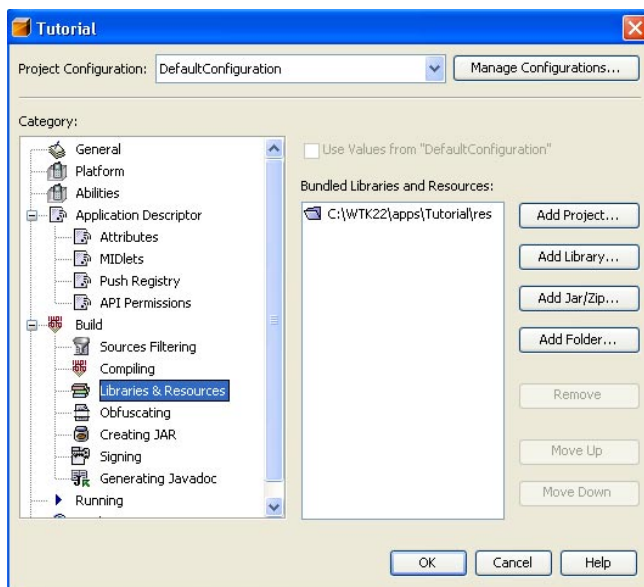 Tutorial
Project Configuration: DefaultConfiguration Manage Configurations...
Category:
General
Platform
Abilities
Application Descriptor
Attributes
MIDlets
Push Registry
API Permissions
Build
Sources Filtering
Compiling
Libraries & Resources
Obfuscating
Creating JAR
Signing
Generating Javadoc
Running
Use Values from "DefaultConfiguration"
Bundled Libraries and Resources:
C:\WTK22\apps\Tutorial\res
Add Project...
Add Library...
Add Jar/Zip...
Add Folder...
Remove
Move Up
Move Down
OK Cancel Help